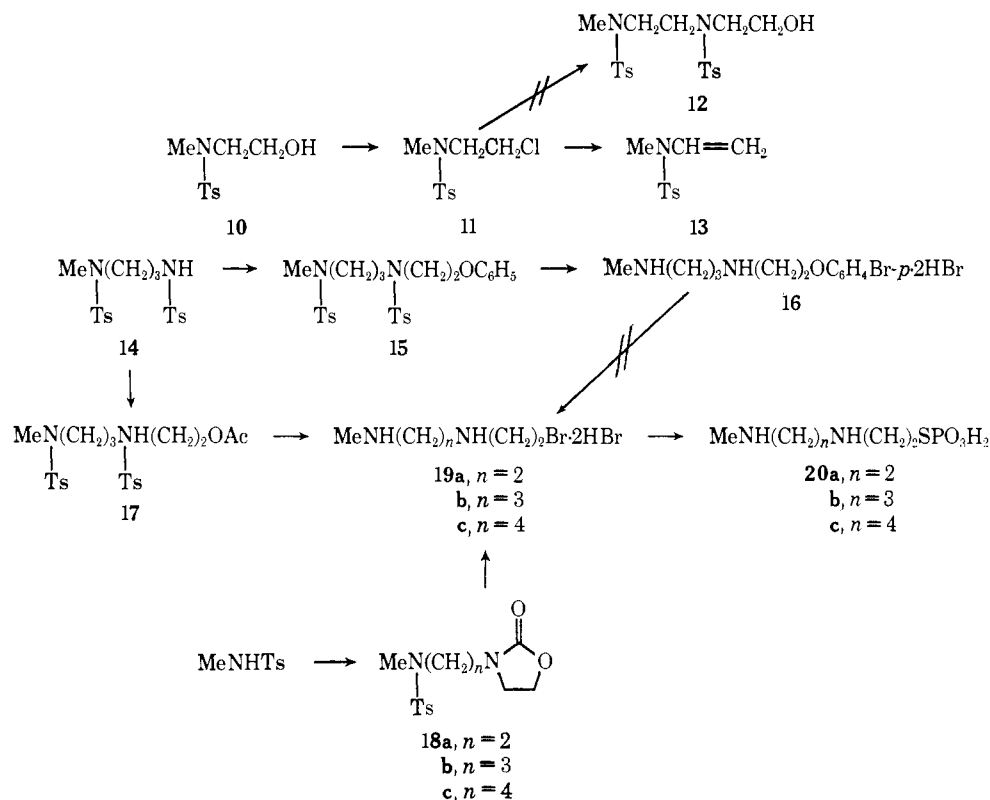 MeNCH₂CH₂NCH₂CH₂OH
Ts Ts
12
MeNCH₂CH₂OH MeNCH₂CH₂Cl MeNCH=CH₂
Ts Ts Ts
10 11 13
MeN(CH₂)₃NH MeN(CH₂)₃N(CH₂)₂OC₆H₅ MeNH(CH₂)₃NH(CH₂)₂OC₆H₄Br-p·2HBr
Ts Ts Ts Ts 16
14 15
MeN(CH₂)₃NH(CH₂)₂OAc MeNH(CH₂)ₙNH(CH₂)₂Br·2HBr MeNH(CH₂)ₙNH(CH₂)₂SPO₃H₂
Ts Ts 19a, n = 2 20a, n = 2
17 b, n = 3 b, n = 3
c, n = 4 c, n = 4
O
MeNHTs MeN(CH₂)ₙN O
Ts
18a, n = 2
b, n = 3
c, n = 4